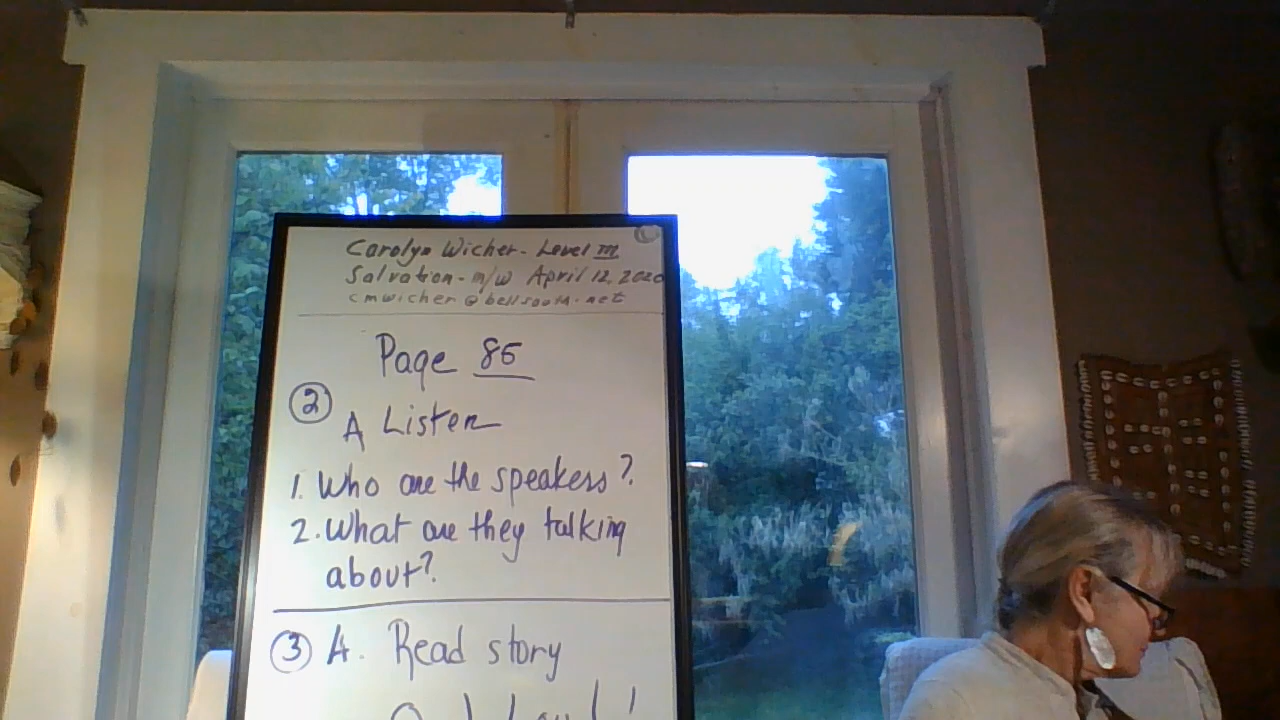 Carolyn Wicher - Level III
Salvation - m/w April 12, 2020
cmwicher@bellsouth.net
Page 85
2
A Listen
1. Who are the speakers?
2. What are they talking
about?
3 A. Read story